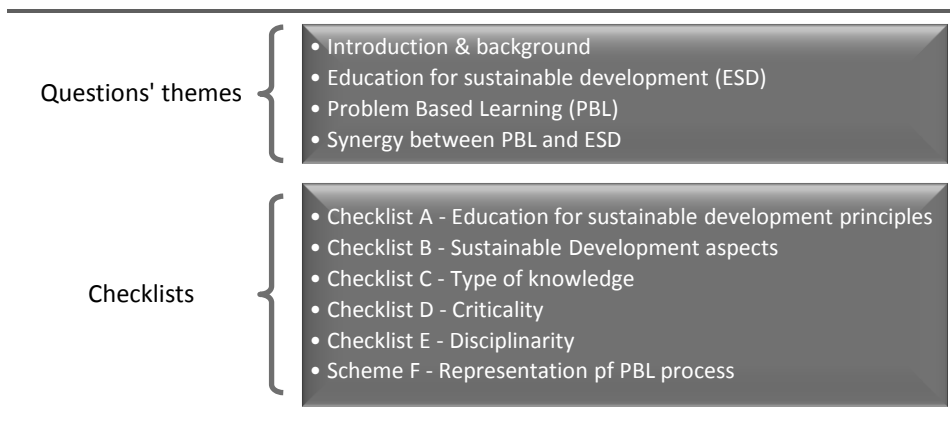 Questions' themes
• Introduction & background
• Education for sustainable development (ESD)
• Problem Based Learning (PBL)
• Synergy between PBL and ESD
Checklists
• Checklist A - Education for sustainable development principles
• Checklist B - Sustainable Development aspects
• Checklist C - Type of knowledge
• Checklist D - Criticality
• Checklist E - Disciplinarity
• Scheme F - Representation pf PBL process